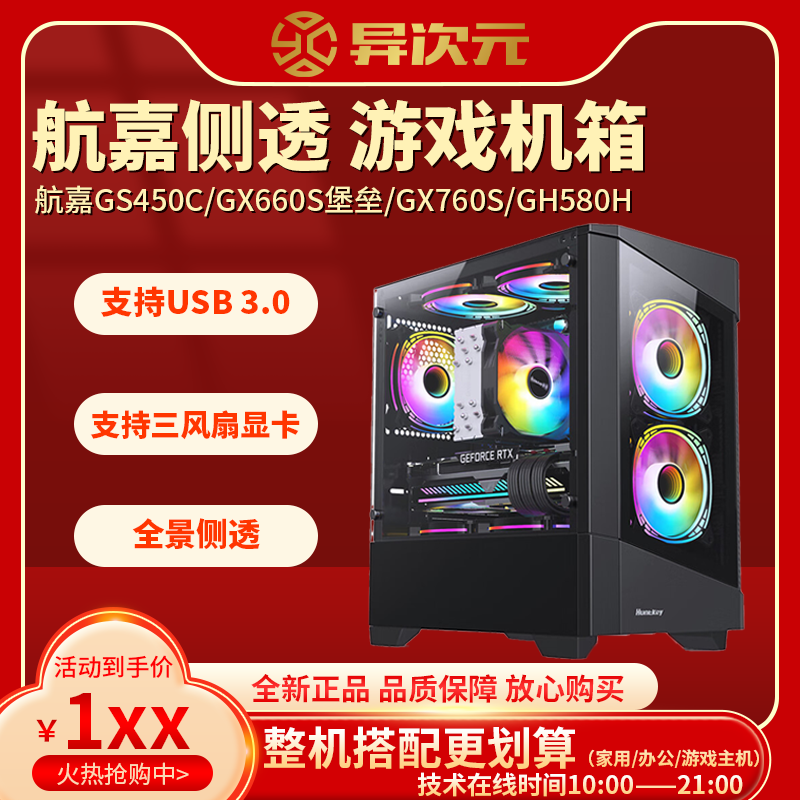 异次元
航嘉侧透 游戏机箱
航嘉GS450C/GX660S堡垒/GX760S/GH580H
支持USB 3.0
支持三风扇显卡
全景侧透
GEFORCE RTX
Huntkey
活动到手价
¥1xx
火热抢购中>
全新正品 品质保障 放心购买
整机搭配更划算（家用/办公/游戏主机）
技术在线时间10:00——21:00